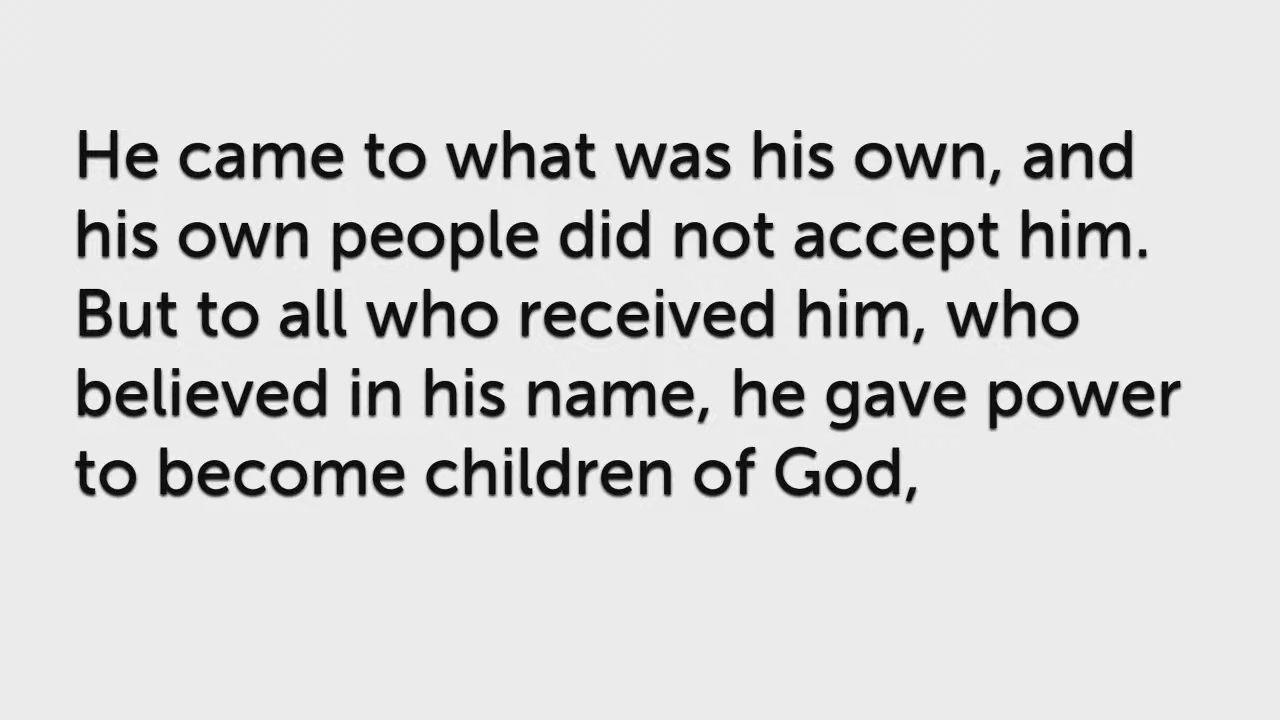 He came to what was his own, and
his own people did not accept him.
But to all who received him, who
believed in his name, he gave power
to become children of God,